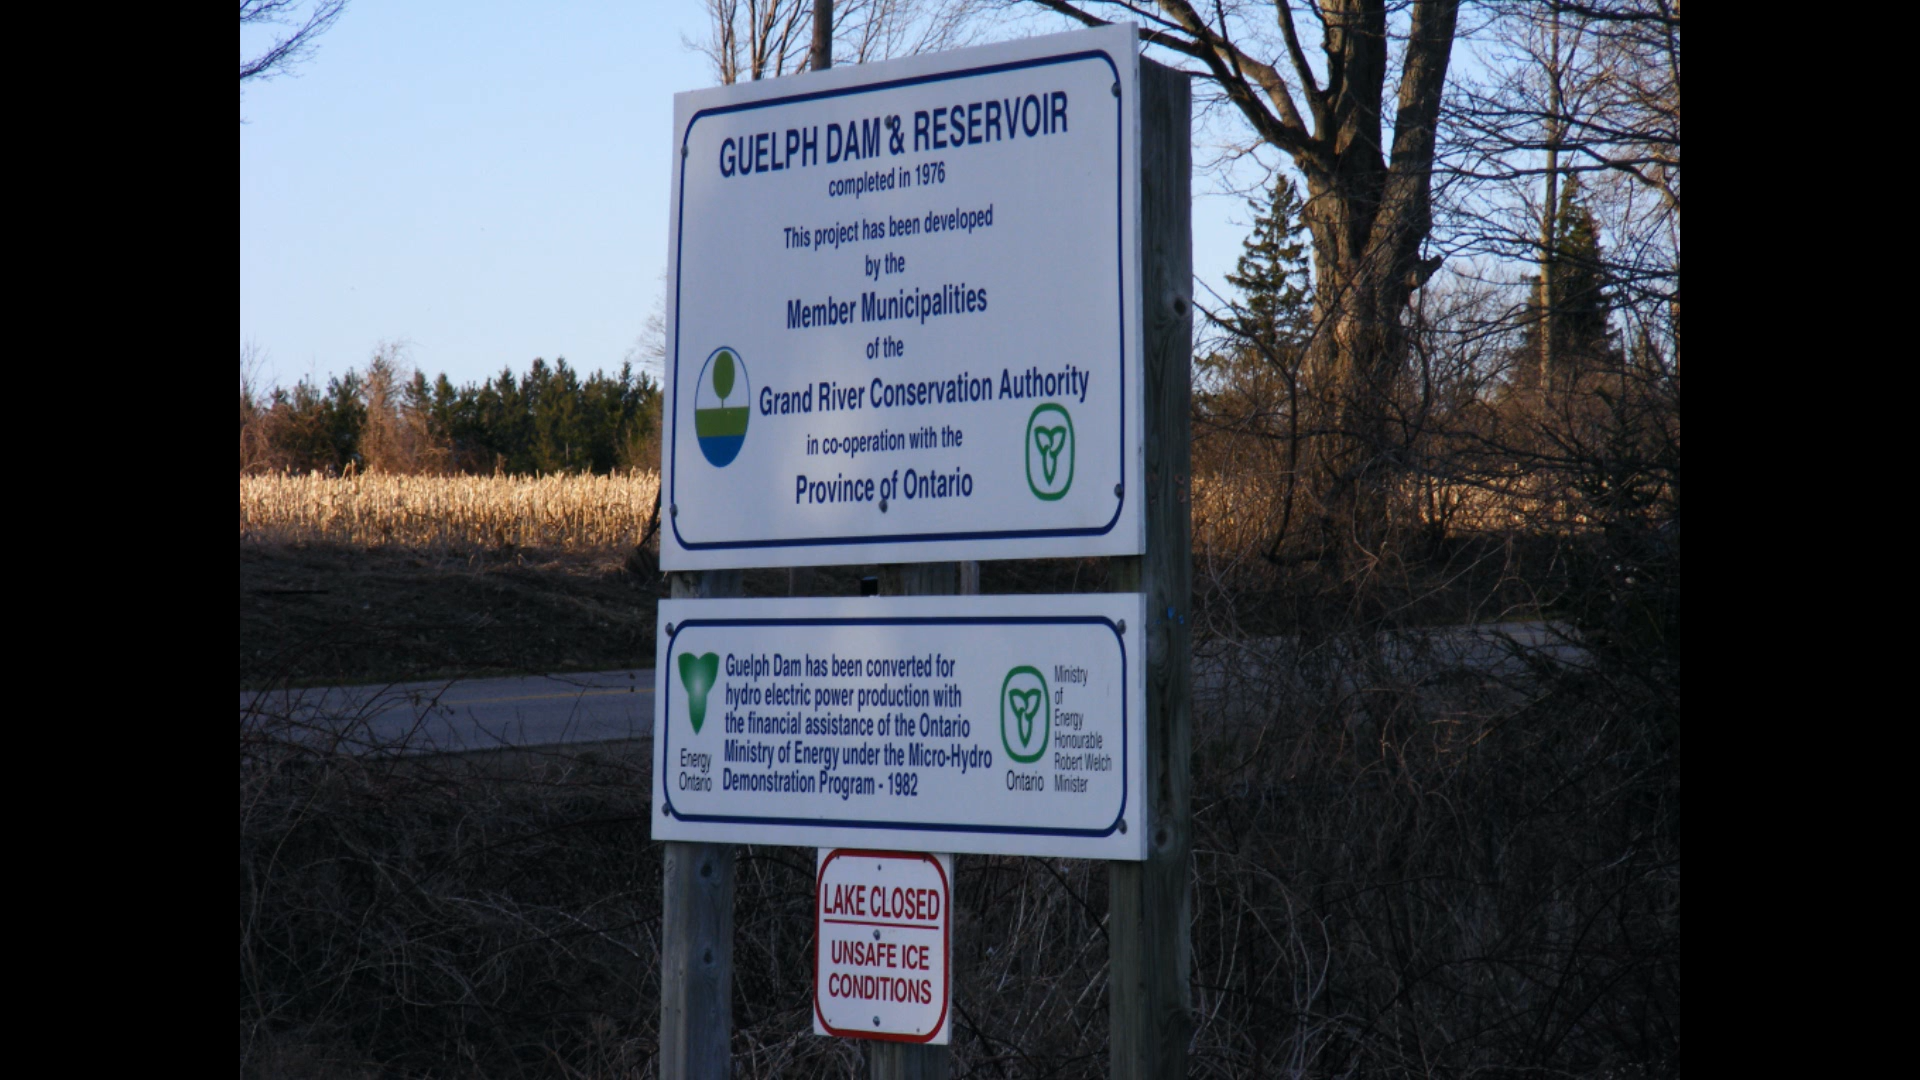 GUELPH DAM & RESERVOIR
completed in 1976
This project has been developed
by the
Member Municipalities
of the
Grand River Conservation Authority
in co-operation with the
Province of Ontario
Guelph Dam has been converted for
hydro electric power production with
the financial assistance of the Ontario
Ministry of Energy under the Micro-Hydro
Demonstration Program - 1982
Energy
Ontario
Ontario
Ministry
of
Energy
Honourable
Robert Welch
Minister
LAKE CLOSED
UNSAFE ICE
CONDITIONS